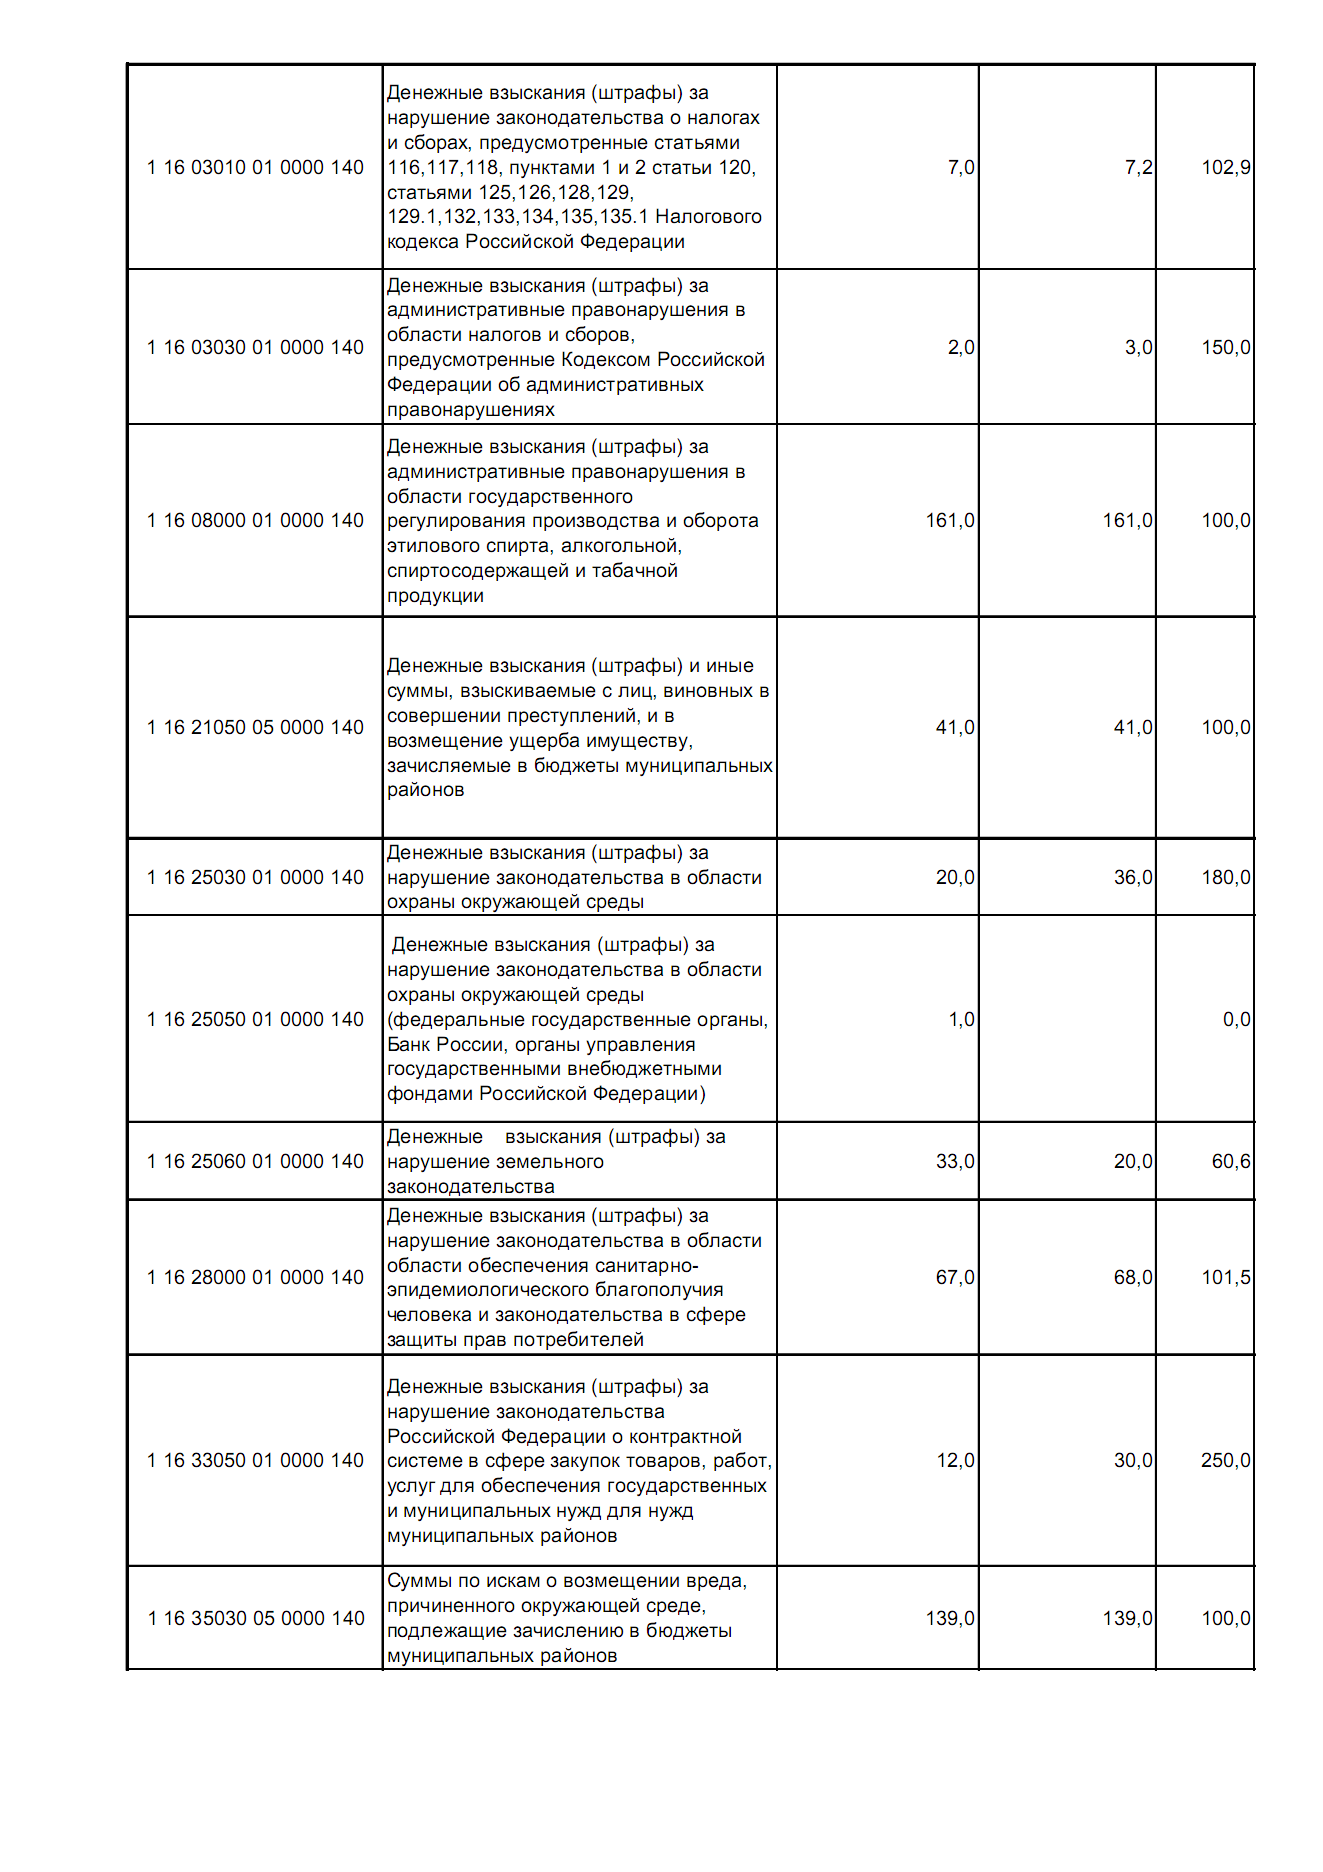 Денежные взыскания (штрафы) за
нарушение законодательства о налогах
и сборах, предусмотренные статьями
1 16 03010 01 0000 140 116,117,118, пунктами 1 и 2 статьи 120, 7,0 7,2 102,9
статьями 125,126,128,129,
129.1,132,133,134,135,135.1 Налогового
кодекса Российской Федерации
Денежные взыскания (штрафы) за
административные правонарушения в
области налогов и сборов,
1 16 03030 01 0000 140 предусмотренные Кодексом Российской 2,0 3,0 150,0
Федерации об административных
правонарушениях
Денежные взыскания (штрафы) за
административные правонарушения в
области государственного
1 16 08000 01 0000 140 регулирования производства и оборота 161,0 161,0 100,0
этилового спирта, алкогольной,
спиртосодержащей и табачной
продукции
Денежные взыскания (штрафы) и иные
суммы, взыскиваемые с лиц, виновных в
совершении преступлений, и в
1 16 21050 05 0000 140 возмещение ущерба имуществу, 41,0 41,0 100,0
зачисляемые в бюджеты муниципальных
районов
Денежные взыскания (штрафы) за
1 16 25030 01 0000 140 нарушение законодательства в области 20,0 36,0 180,0
охраны окружающей среды
Денежные взыскания (штрафы) за
нарушение законодательства в области
охраны окружающей среды
1 16 25050 01 0000 140 (федеральные государственные органы, 1,0 0,0
Банк России, органы управления
государственными внебюджетными
фондами Российской Федерации)
Денежные взыскания (штрафы) за
1 16 25060 01 0000 140 нарушение земельного 33,0 20,0 60,6
законодательства
Денежные взыскания (штрафы) за
нарушение законодательства в области
области обеспечения санитарно-
1 16 28000 01 0000 140 эпидемиологического благополучия 67,0 68,0 101,5
человека и законодательства в сфере
защиты прав потребителей
Денежные взыскания (штрафы) за
нарушение законодательства
Российской Федерации о контрактной
1 16 33050 01 0000 140 системе в сфере закупок товаров, работ, 12,0 30,0 250,0
услуг для обеспечения государственных
и муниципальных нужд для нужд
муниципальных районов
Суммы по искам о возмещении вреда,
причиненного окружающей среде,
1 16 35030 05 0000 140 подлежащие зачислению в бюджеты 139,0 139,0 100,0
муниципальных районов